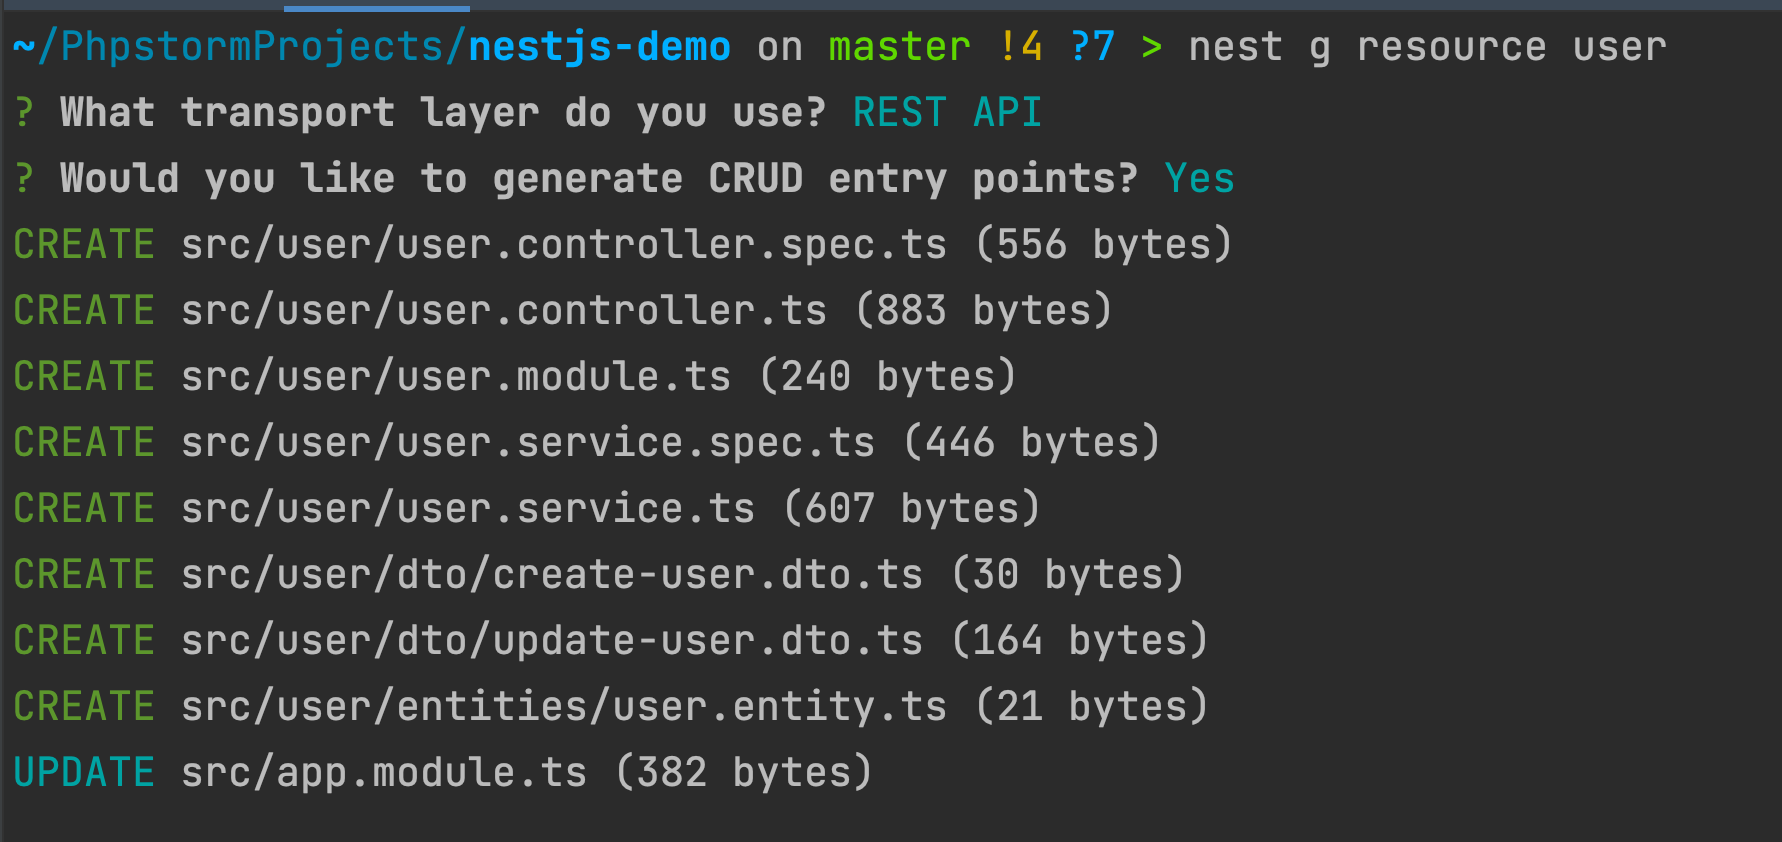 ~/PhpstormProjects/nestjs-demo on master !4 ?7 > nest g resource user
? What transport layer do you use? REST API
? Would you like to generate CRUD entry points? Yes
CREATE src/user/user.controller.spec.ts (556 bytes)
CREATE src/user/user.controller.ts (883 bytes)
CREATE src/user/user.module.ts (240 bytes)
CREATE src/user/user.service.spec.ts (446 bytes)
CREATE src/user/user.service.ts (607 bytes)
CREATE src/user/dto/create-user.dto.ts (30 bytes)
CREATE src/user/dto/update-user.dto.ts (164 bytes)
CREATE src/user/entities/user.entity.ts (21 bytes)
UPDATE src/app.module.ts (382 bytes)